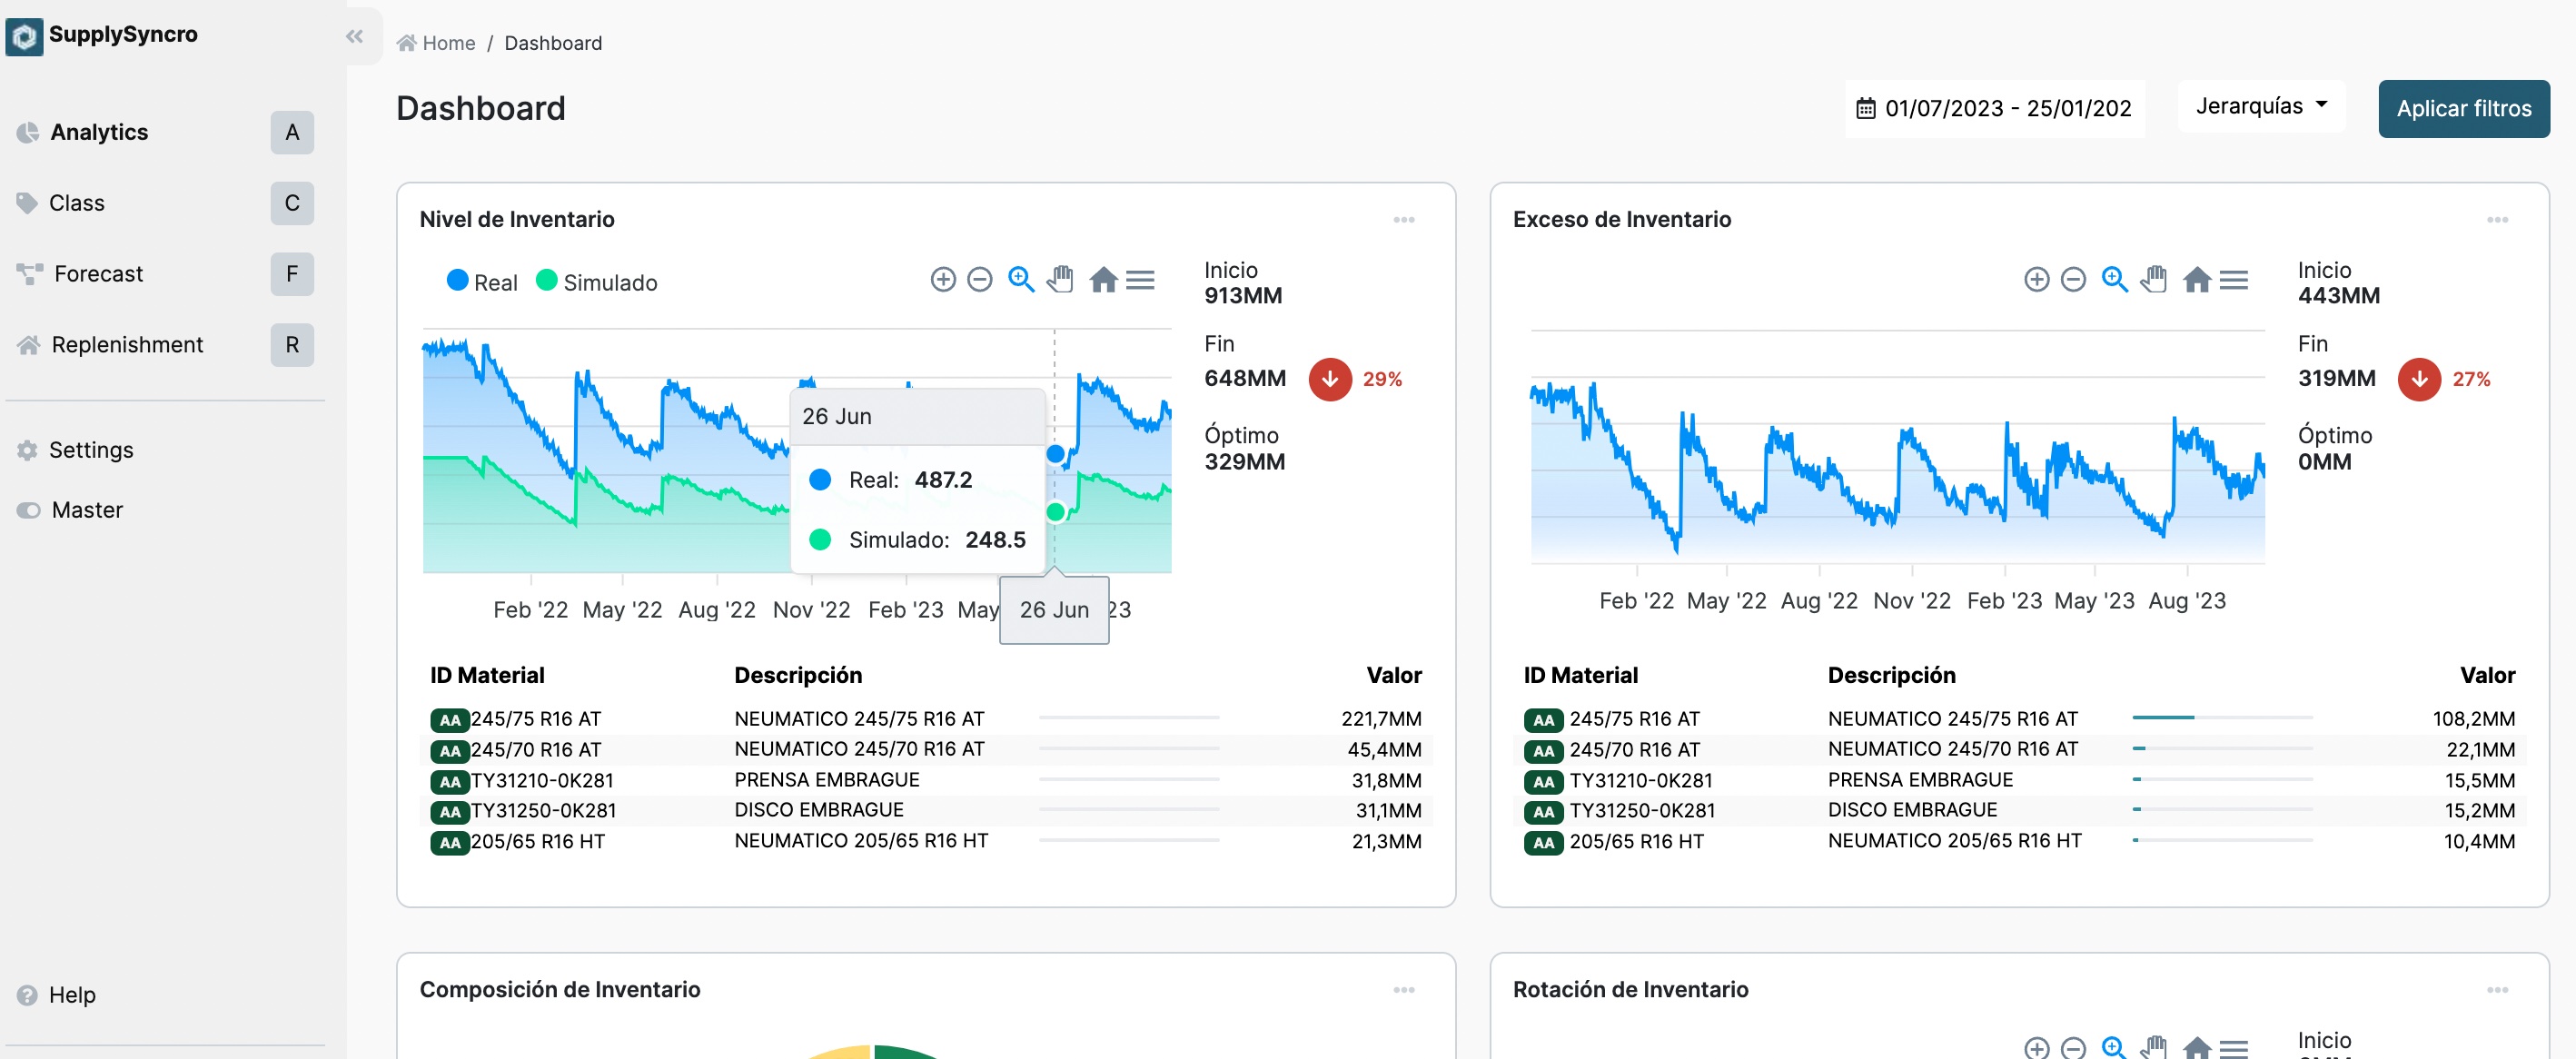 SupplySyncro
Analytics A
Class C
Forecast F
Replenishment R
Settings
Master
Help
Home / Dashboard
Dashboard
01/07/2023 - 25/01/202
Jerarquías
Aplicar filtros
Nivel de Inventario
Real Simulado
Inicio
913MM
Fin
648MM 29%
Óptimo
329MM
26 Jun
Real: 487.2
Simulado: 248.5
Feb '22 May '22 Aug '22 Nov '22 Feb '23 May 26 Jun 23
ID Material Descripción Valor
AA 245/75 R16 AT NEUMATICO 245/75 R16 AT 221,7MM
AA 245/70 R16 AT NEUMATICO 245/70 R16 AT 45,4MM
AA TY31210-0K281 PRENSA EMBRAGUE 31,8MM
AA TY31250-0K281 DISCO EMBRAGUE 31,1MM
AA 205/65 R16 HT NEUMATICO 205/65 R16 HT 21,3MM
Exceso de Inventario
Inicio
443MM
Fin
319MM 27%
Óptimo
0MM
Feb '22 May '22 Aug '22 Nov '22 Feb '23 May '23 Aug '23
ID Material Descripción Valor
AA 245/75 R16 AT NEUMATICO 245/75 R16 AT 108,2MM
AA 245/70 R16 AT NEUMATICO 245/70 R16 AT 22,1MM
AA TY31210-0K281 PRENSA EMBRAGUE 15,5MM
AA TY31250-0K281 DISCO EMBRAGUE 15,2MM
AA 205/65 R16 HT NEUMATICO 205/65 R16 HT 10,4MM
Composición de Inventario
Rotación de Inventario
Inicio